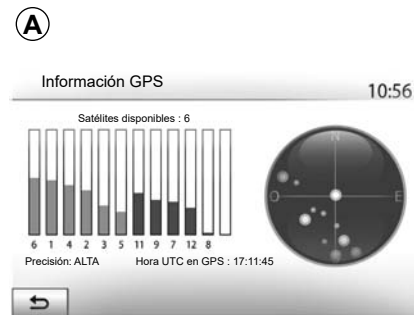 A
Información GPS
10:56
Satélites disponibles : 6
N
O E
6 1 4 2 3 5 11 9 7 12 8
Precisión: ALTA Hora UTC en GPS : 17:11:45